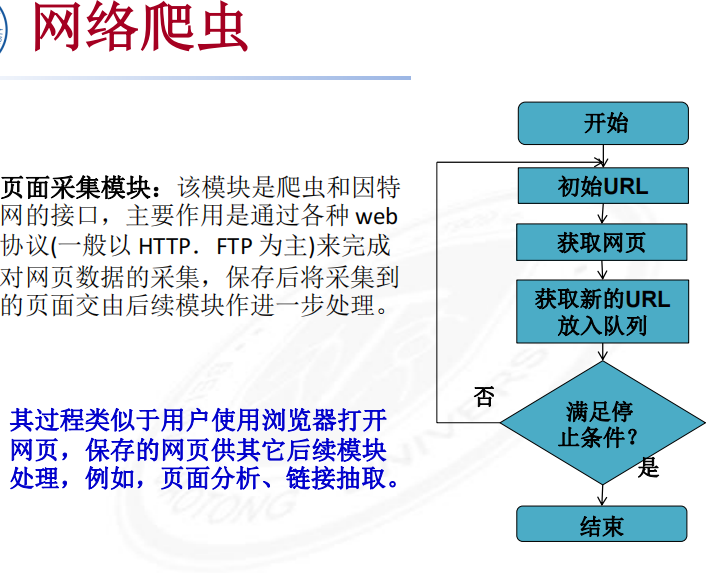 网络爬虫
页面采集模块：该模块是爬虫和因特
网的接口，主要作用是通过各种 web
协议(一般以 HTTP．FTP 为主)来完成
对网页数据的采集，保存后将采集到
的页面交由后续模块作进一步处理。
其过程类似于用户使用浏览器打开
网页，保存的网页供其它后续模块
处理，例如，页面分析、链接抽取。
开始
初始URL
获取网页
获取新的URL
放入队列
否
满足停
止条件？
是
结束